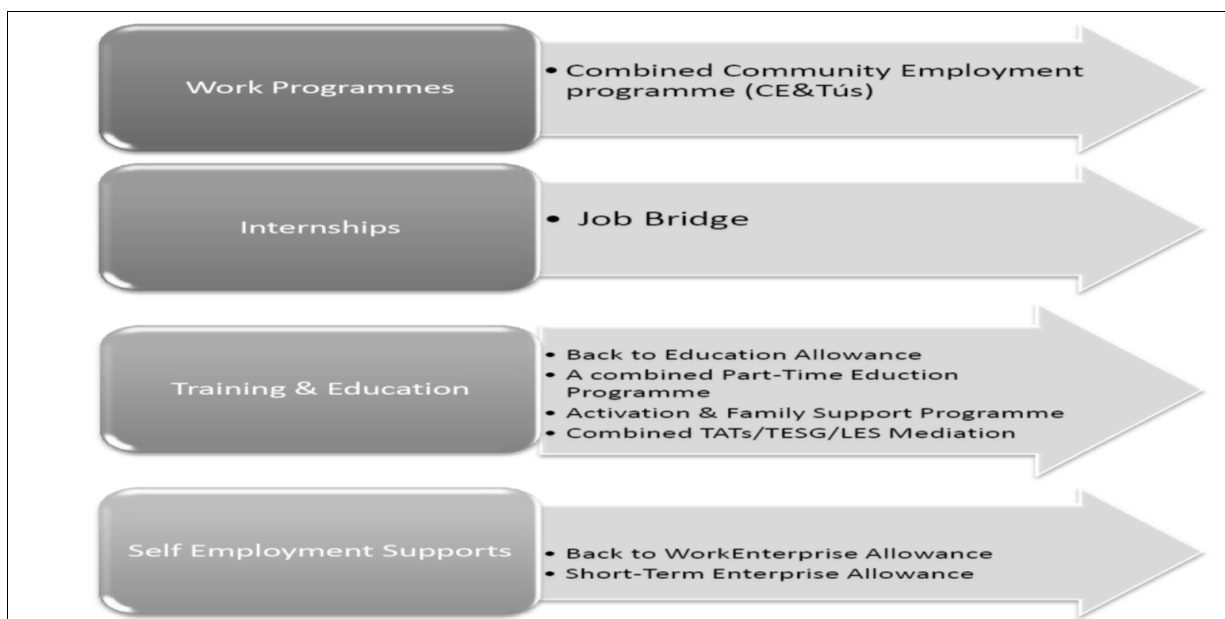 Work Programmes
• Combined Community Employment
programme (CE&Tús)
Internships
• Job Bridge
Training & Education
• Back to Education Allowance
• A combined Part-Time Eduction
Programme
• Activation & Family Support Programme
• Combined TATs/TESG/LES Mediation
Self Employment Supports
• Back to WorkEnterprise Allowance
• Short-Term Enterprise Allowance